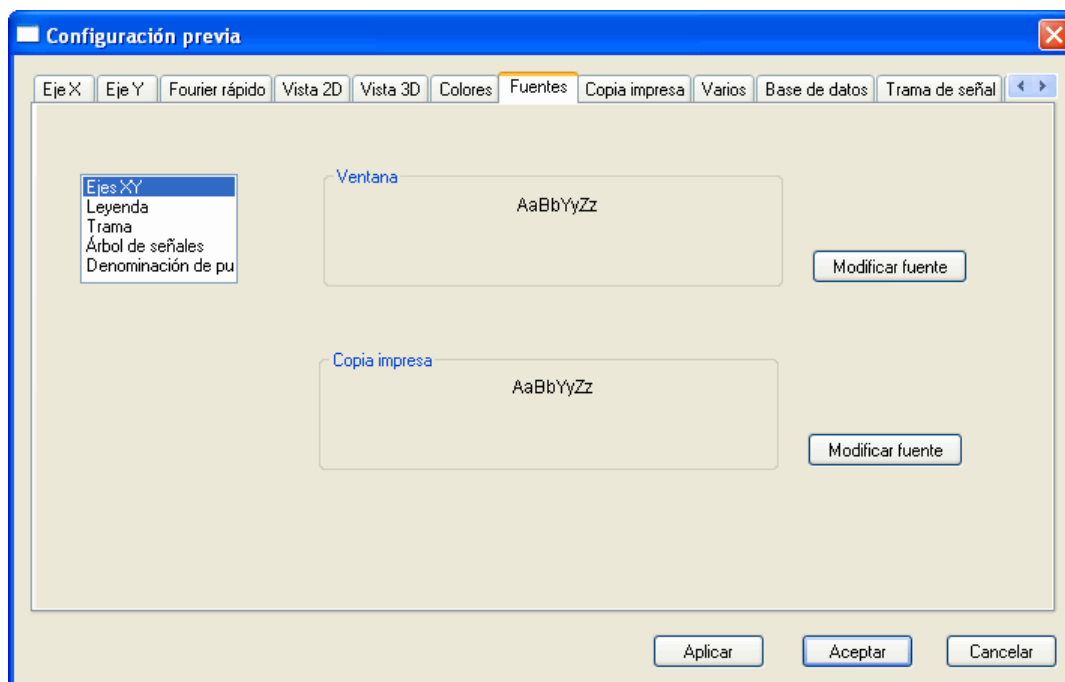 Configuración previa
Eje X Eje Y Fourier rápido Vista 2D Vista 3D Colores Fuentes Copia impresa Varios Base de datos Trama de señal
Ejes XY
Leyenda
Trama
Árbol de señales
Denominación de pu
Ventana
AaBbYyZz
Modificar fuente
Copia impresa
AaBbYyZz
Modificar fuente
Aplicar Aceptar Cancelar